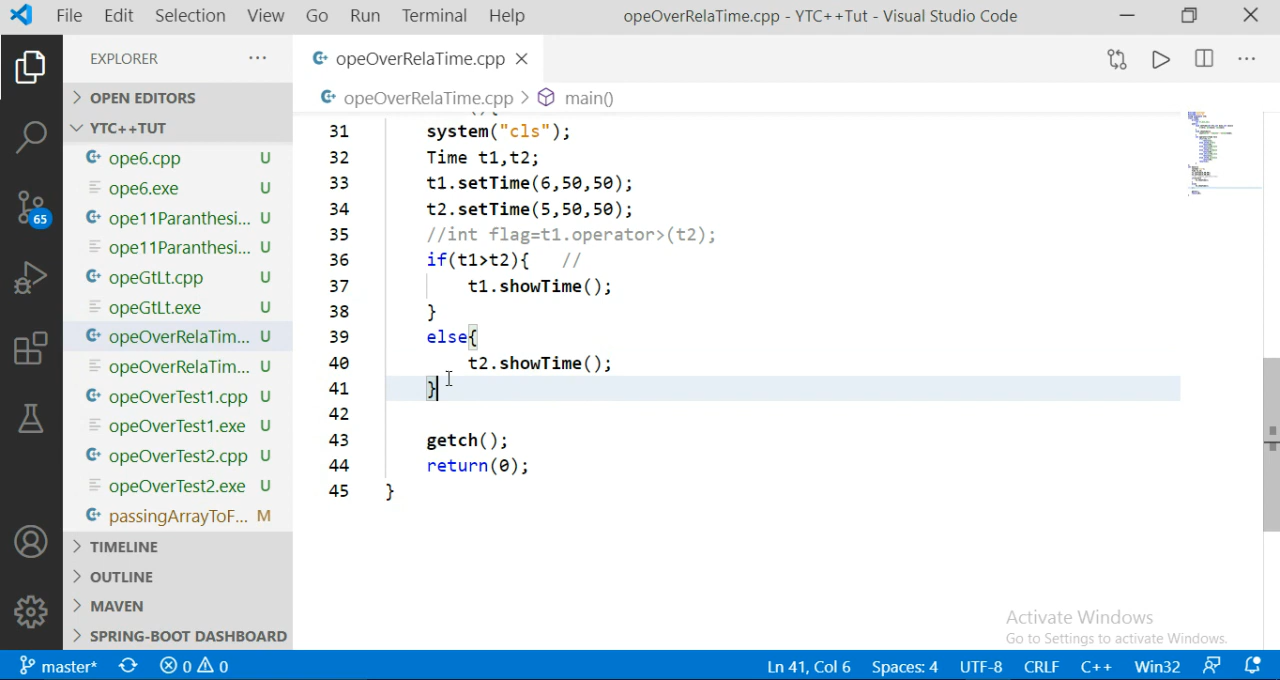 File Edit Selection View Go Run Terminal Help opeOverRelaTime.cpp - YTC++Tut - Visual Studio Code
EXPLORER ··· opeOverRelaTime.cpp
OPEN EDITORS
opeOverRelaTime.cpp > main()
YTC++TUT
ope6.cpp U
ope6.exe U
ope11Paranthesi... U
ope11Paranthesi... U
opeGtLt.cpp U
opeGtLt.exe U
opeOverRelaTim... U
opeOverRelaTim... U
opeOverTest1.cpp U
opeOverTest1.exe U
opeOverTest2.cpp U
opeOverTest2.exe U
passingArrayToF... M
TIMELINE
OUTLINE
MAVEN
SPRING-BOOT DASHBOARD
65
31 system("cls");
32 Time t1,t2;
33 t1.setTime(6,50,50);
34 t2.setTime(5,50,50);
35 //int flag=t1.operator>(t2);
36 if(t1>t2){ //
37 t1.showTime();
38 }
39 else{
40 t2.showTime();
41 }
42
43 getch();
44 return(0);
45 }
Activate Windows
Go to Settings to activate Windows.
master* 0 0 Ln 41, Col 6 Spaces: 4 UTF-8 CRLF C++ Win32